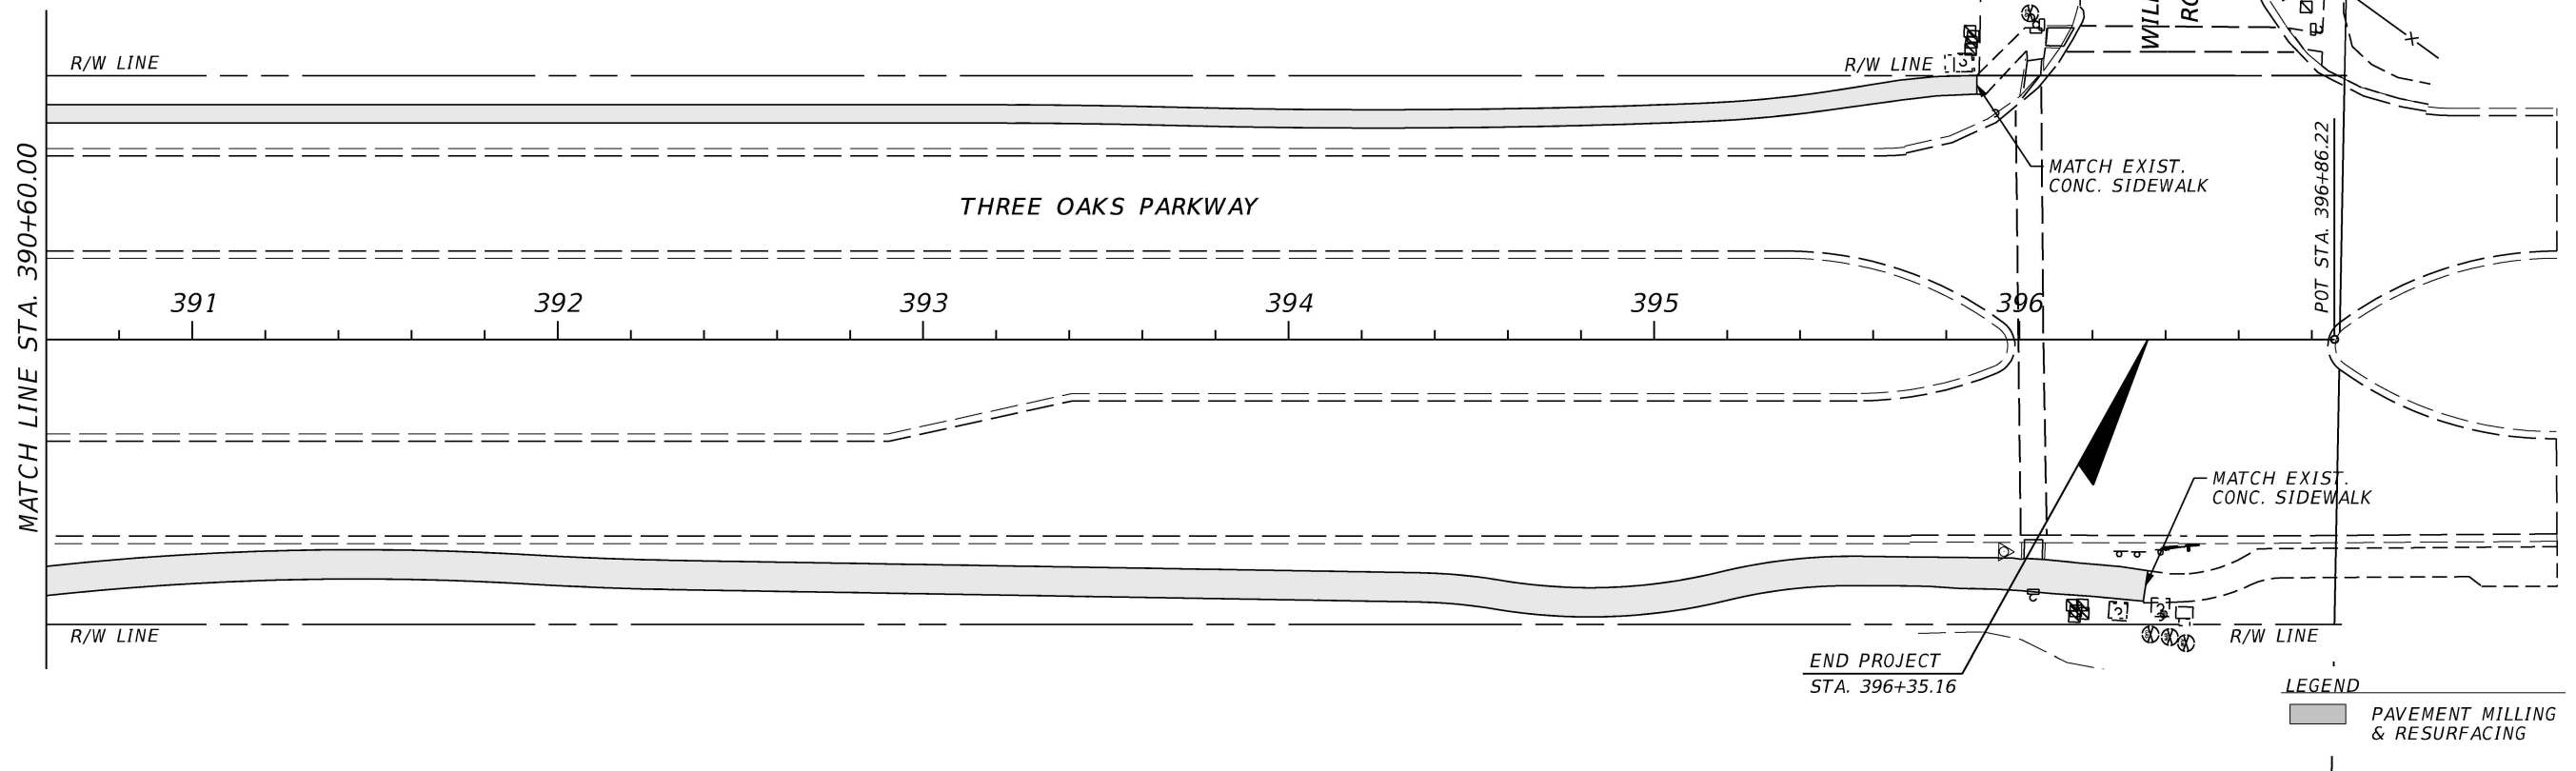 R/W LINE
R/W LINE
MATCH EXIST.
CONC. SIDEWALK
THREE OAKS PARKWAY
MATCH LINE STA. 390+60.00
POT STA. 396+86.22
391
392
393
394
395
396
MATCH EXIST.
CONC. SIDEWALK
R/W LINE
R/W LINE
END PROJECT
STA. 396+35.16
LEGEND
PAVEMENT MILLING
& RESURFACING